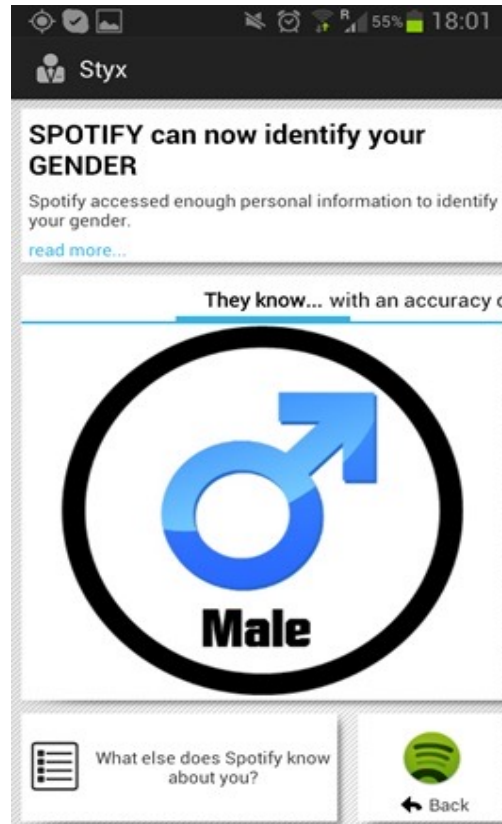 R 55% 18:01
Styx
SPOTIFY can now identify your
GENDER
Spotify accessed enough personal information to identify
your gender.
read more...
They know... with an accuracy
Male
What else does Spotify know
about you?
Back